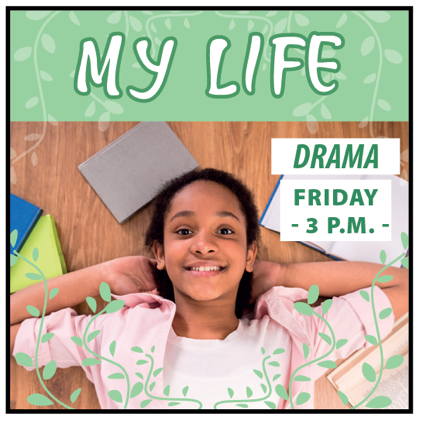 MY LIFE
DRAMA
FRIDAY
- 3 P.M. -